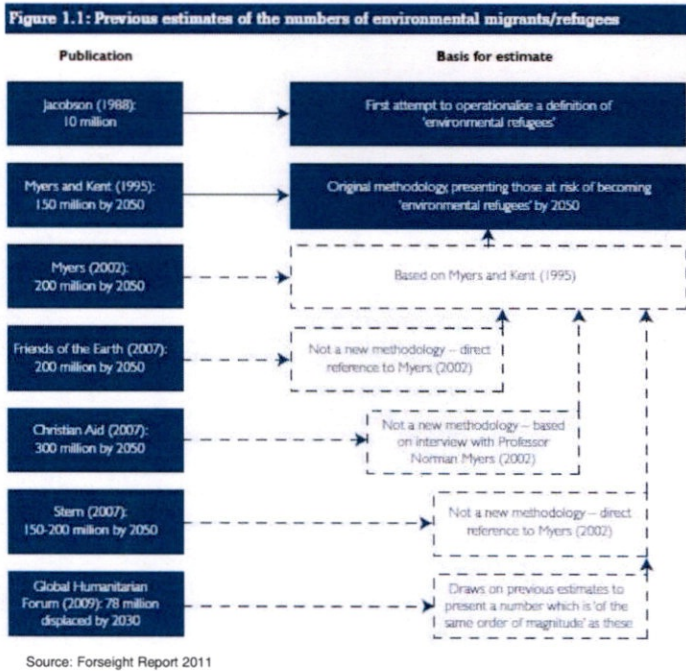 Figure 1.1: Previous estimates of the numbers of environmental migrants/refugees
Publication
Basis for estimate
Jacobson (1988):
10 million
First attempt to operationalise a definition of
'environmental refugees'
Myers and Kent (1995):
150 million by 2050
Original methodology, presenting those at risk of becoming
'environmental refugees' by 2050
Myers (2002):
200 million by 2050
Based on Myers and Kent (1995)
Friends of the Earth (2007):
200 million by 2050
Not a new methodology – direct
reference to Myers (2002)
Christian Aid (2007):
300 million by 2050
Not a new methodology – based
on interview with Professor
Norman Myers (2002)
Stern (2007):
150-200 million by 2050
Not a new methodology – direct
reference to Myers (2002)
Global Humanitarian
Forum (2009): 78 million
displaced by 2030
Draws on previous estimates to
present a number which is 'of the
same order of magnitude' as these
Source: Forseight Report 2011